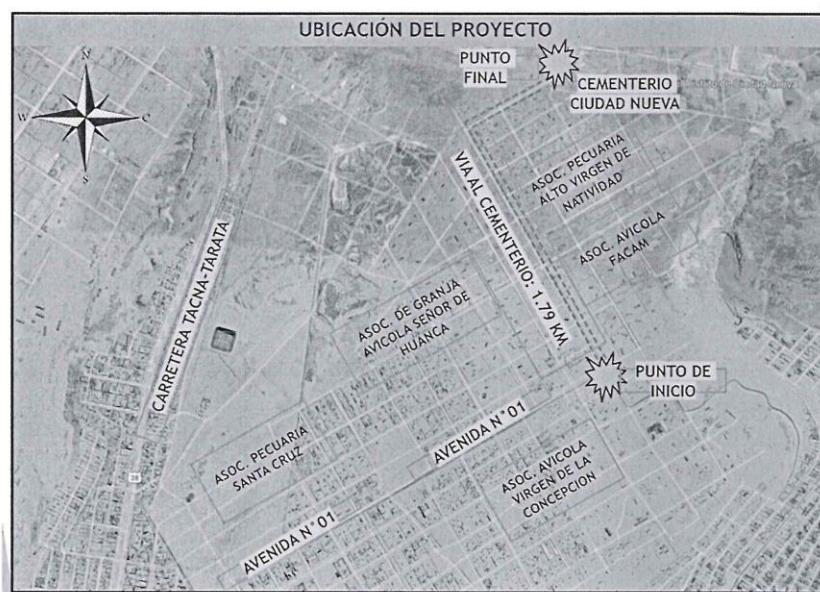 UBICACIÓN DEL PROYECTO
PUNTO
FINAL
CEMENTERIO
CIUDAD NUEVA
N
W
S
VIA AL CEMENTERIO: 1.79 KM
ASOC. PECUARIA
ALTO VIRGEN DE
NATIVIDAD
ASOC. AVICOLA
FACAM
CARRETERA TACNA-TARATA
ASOC. DE GRANJA
AVICOLA SEÑOR DE
HUANCA
PUNTO DE
INICIO
ASOC. PECUARIA
SANTA CRUZ
AVENIDA N°01
ASOC. AVICOLA
VIRGEN DE LA
CONCEPCION
38
AVENIDA N°01